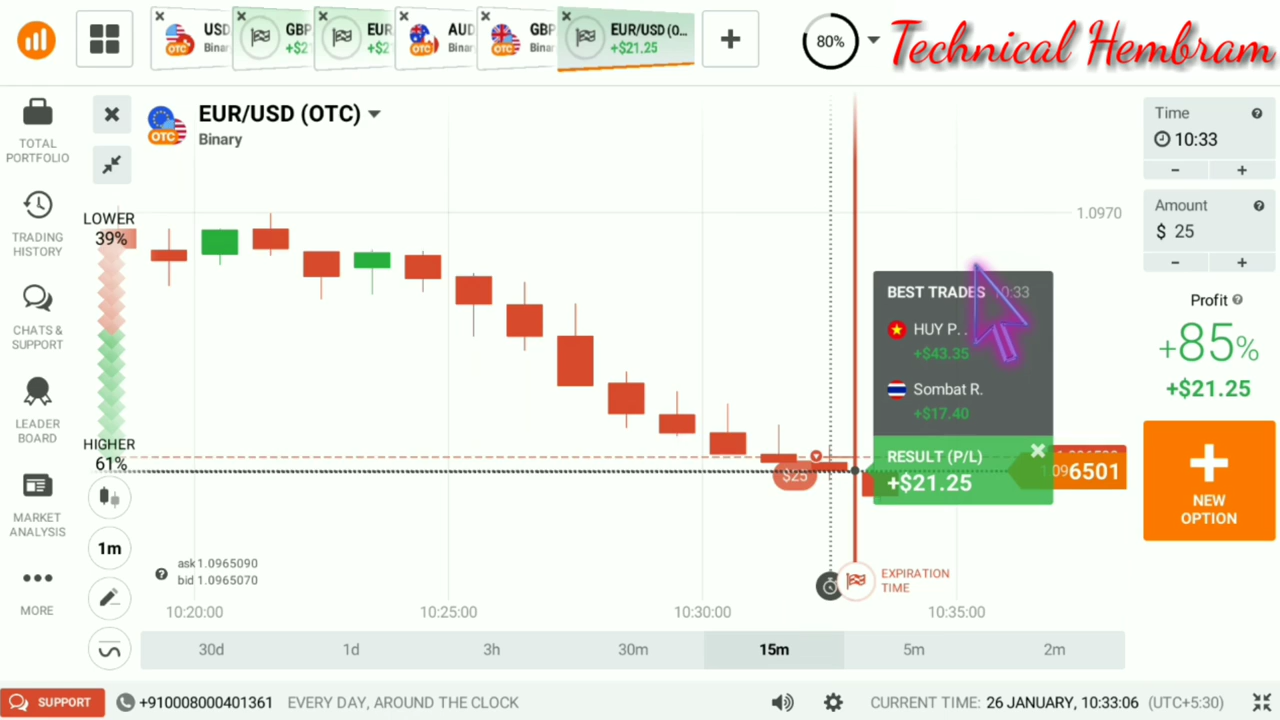 USD
Binar
GBP
+$2
EUR
+$2
AUD
Binar
GBP
Binar
EUR/USD (O...
+$21.25
80%
Technical Hembram
EUR/USD (OTC)
Binary
OTC
TOTAL
PORTFOLIO
TRADING
HISTORY
CHATS &
SUPPORT
LEADER
BOARD
MARKET
ANALYSIS
MORE
LOWER
39%
HIGHER
61%
1m
ask 1.0965090
bid 1.0965070
1.0970
BEST TRADES 10:33
HUY P. .
+$43.35
Sombat R.
+$17.40
RESULT (P/L)
+$21.25
$25
1.096501
EXPIRATION
TIME
10:20:00
10:25:00
10:30:00
10:35:00
30d
1d
3h
30m
15m
5m
2m
Time
10:33
- +
Amount
$ 25
- +
Profit
+85%
+$21.25
NEW
OPTION
SUPPORT
+910008000401361
EVERY DAY, AROUND THE CLOCK
CURRENT TIME: 26 JANUARY, 10:33:06 (UTC+5:30)